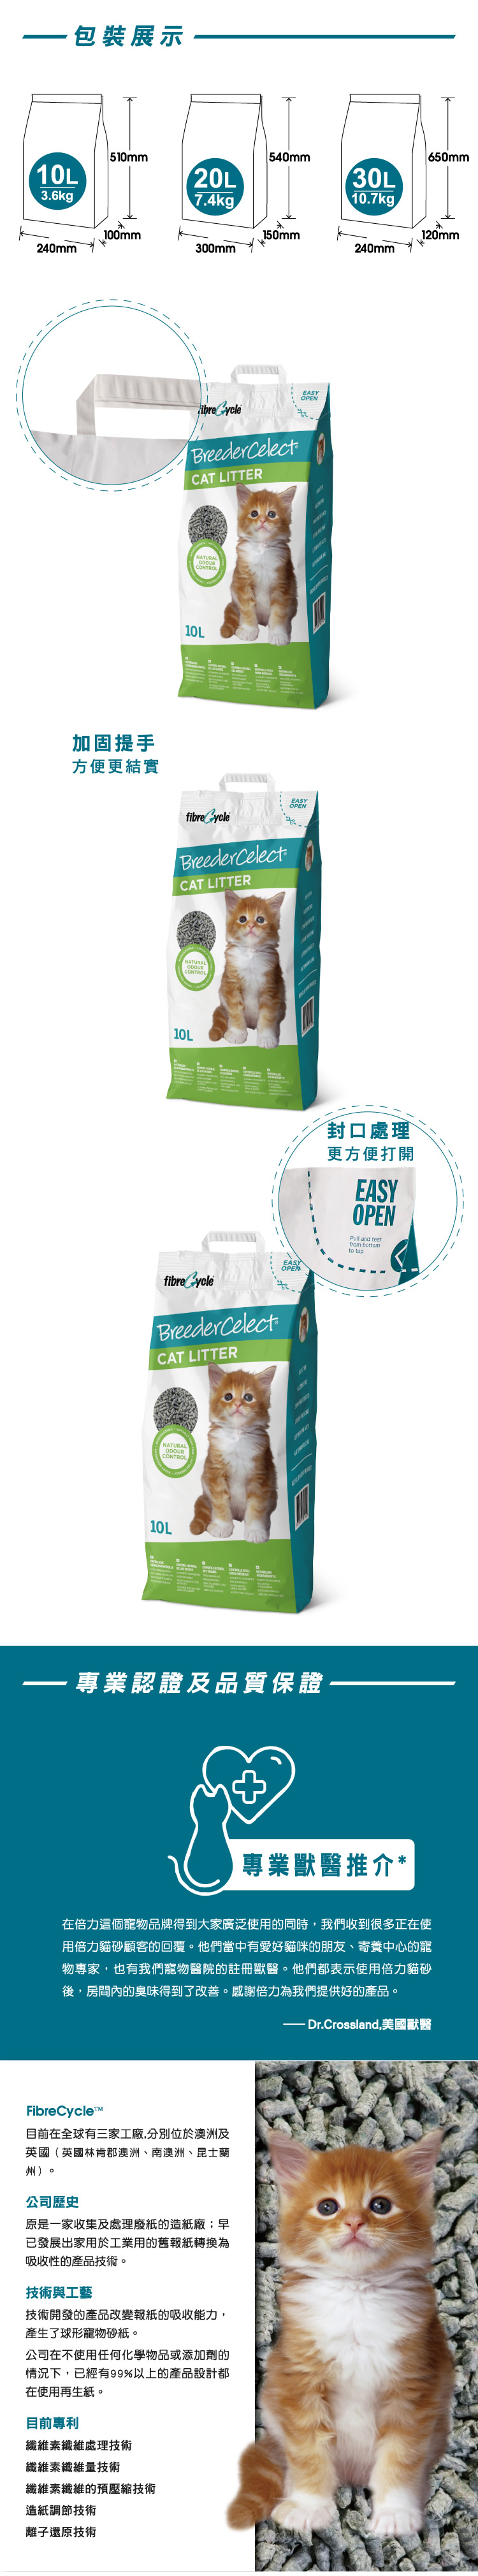 包裝展示
10L
3.6kg
510mm
100mm
240mm
20L
7.4kg
540mm
150mm
300mm
30L
10.7kg
650mm
120mm
240mm
fibreCycle
EASY
OPEN
BreederCelect®
CAT LITTER
NATURAL
ODOUR
CONTROL
10L
加固提手
方便更結實
fibreCycle
EASY
OPEN
BreederCelect®
CAT LITTER
NATURAL
ODOUR
CONTROL
10L
封口處理
更方便打開
EASY
OPEN
Pull and tear
from bottom
to top
fibreCycle
EASY
OPEN
BreederCelect®
CAT LITTER
NATURAL
ODOUR
CONTROL
10L
專業認證及品質保證
專業獸醫推介*
在倍力這個寵物品牌得到大家廣泛使用的同時，我們收到很多正在使
用倍力貓砂顧客的回覆。他們當中有愛好貓咪的朋友、寄養中心的寵
物專家，也有我們寵物醫院的註冊獸醫。他們都表示使用倍力貓砂
後，房間內的臭味得到了改善。感謝倍力為我們提供好的產品。
—— Dr.Crossland,美國獸醫
FibreCycle™
目前在全球有三家工廠,分別位於澳洲及
英國（英國林肯郡澳洲、南澳洲、昆士蘭
州）。
公司歷史
原是一家收集及處理廢紙的造紙廠；早
已發展出家用於工業用的舊報紙轉換為
吸收性的產品技術。
技術與工藝
技術開發的產品改變報紙的吸收能力，
產生了球形寵物砂紙。
公司在不使用任何化學物品或添加劑的
情況下，已經有99%以上的產品設計都
在使用再生紙。
目前專利
纖維素纖維處理技術
纖維素纖維量技術
纖維素纖維的預壓縮技術
造紙調節技術
離子還原技術